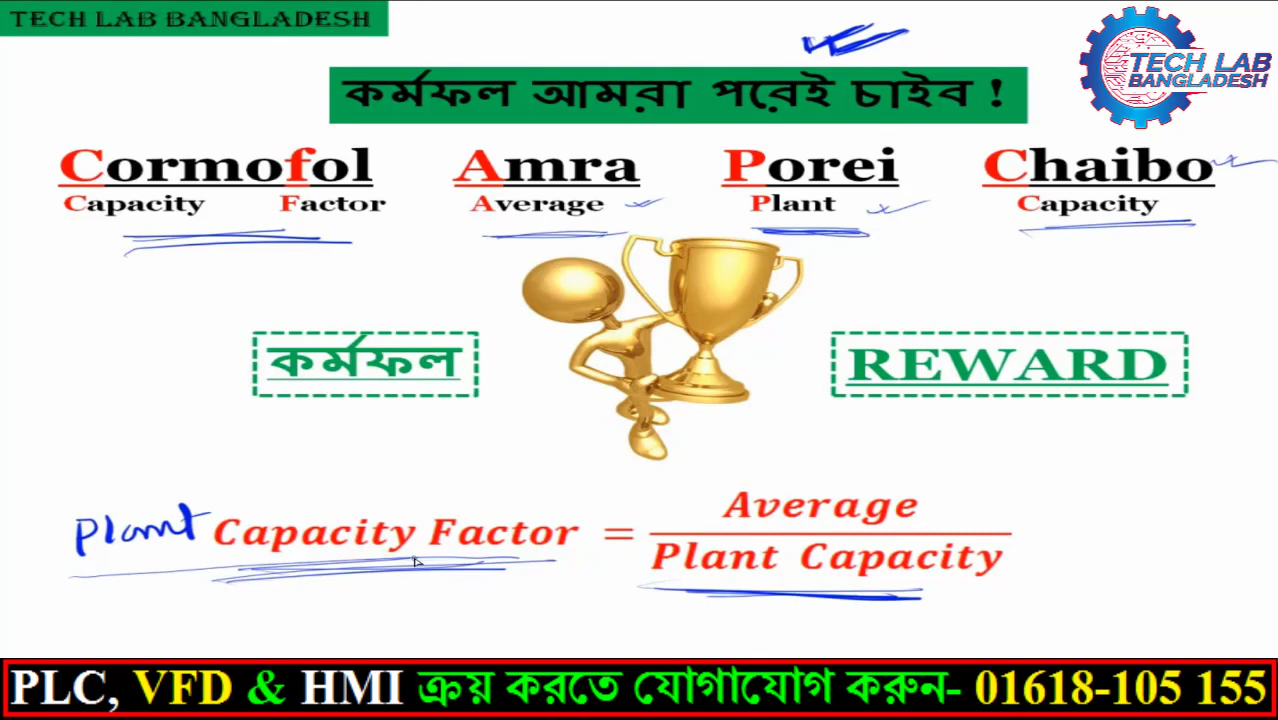 TECH LAB BANGLADESH
TECH LAB
BANGLADESH
কর্মফল আমরা পরেই চাইব !
Cormofol Amra Porei Chaibo
Capacity Factor Average Plant Capacity
কর্মফল
REWARD
Plant Capacity Factor = Average
Plant Capacity
PLC, VFD & HMI ক্রয় করতে যোগাযোগ করুন- 01618-105 155